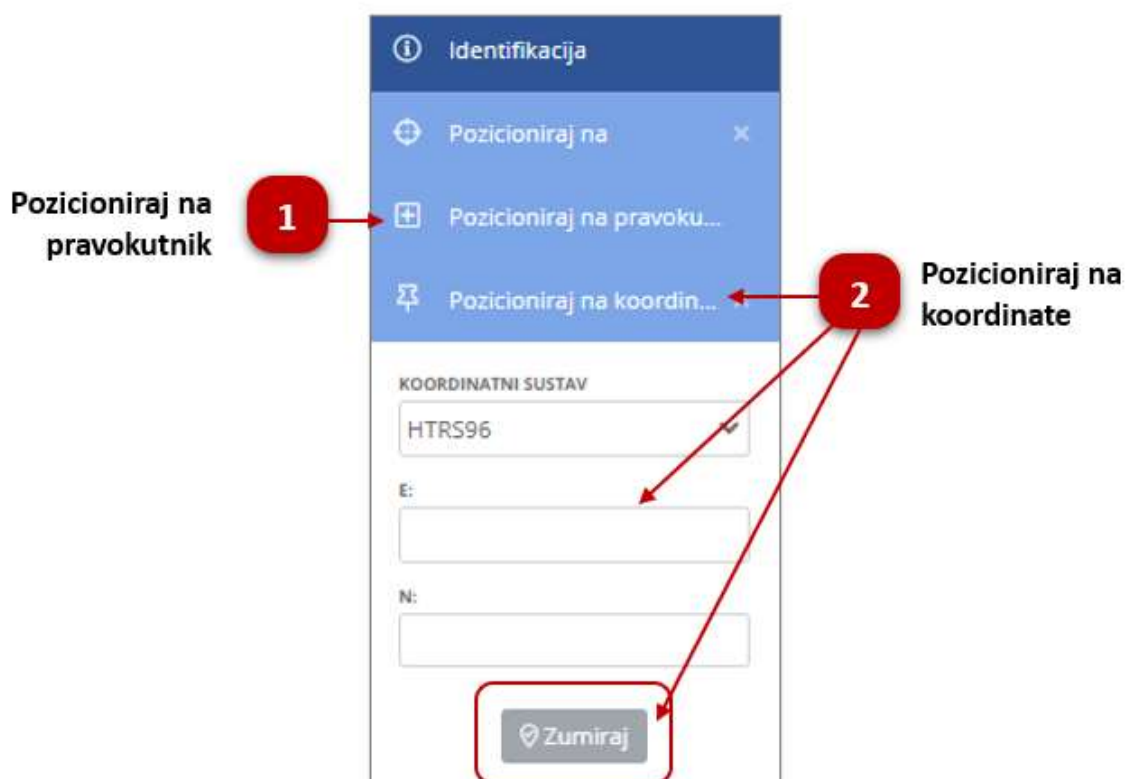 Identifikacija
Pozicioniraj na
Pozicioniraj na
pravokutnik
1
Pozicioniraj na pravoku...
Pozicioniraj na koordin...
2
Pozicioniraj na
koordinate
KOORDINATNI SUSTAV
HTRS96
E:
N:
Zumiraj